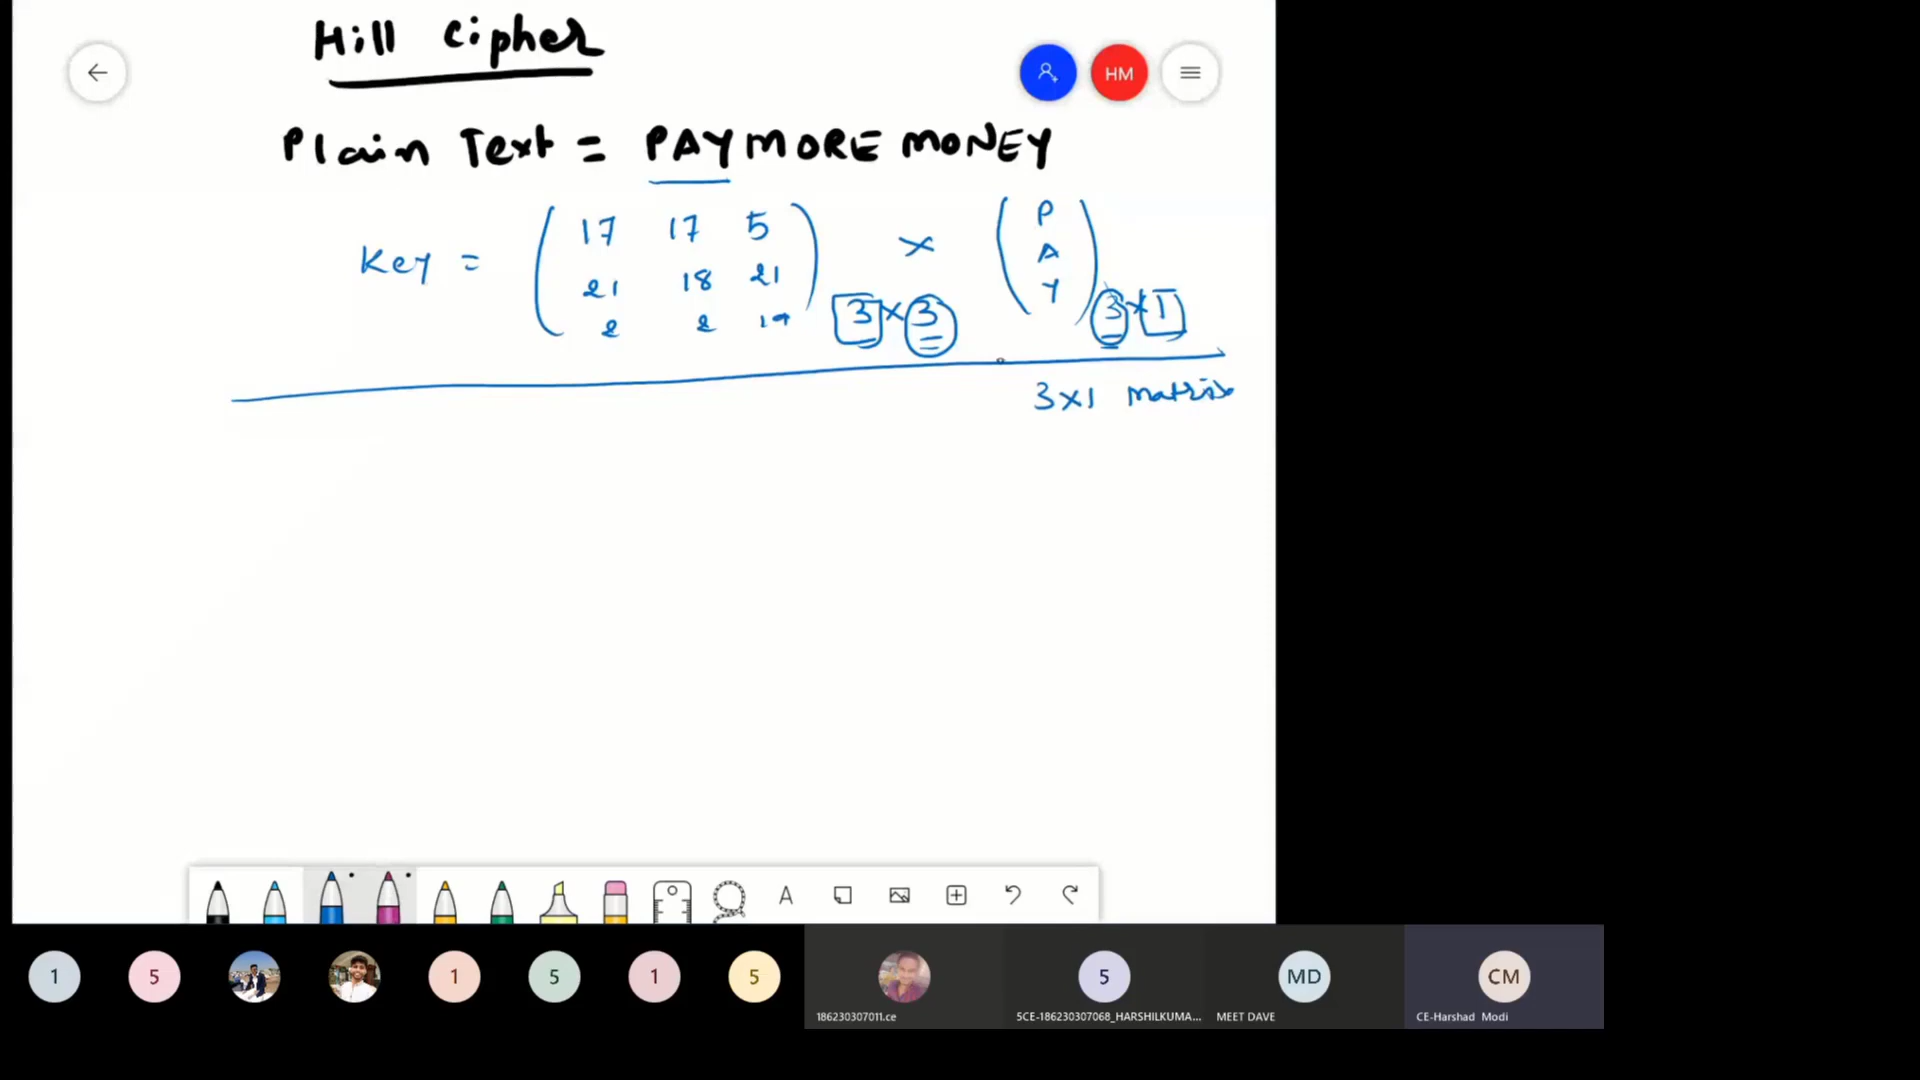 Hill Cipher
HM
Plain Text = PAYMORE MONEY
Key = 17 17 5 × P
21 18 21 A
2 2 19 3×3 Y 3×1
3×1 matrix
A
1 5 1 5 1 5 5 MD CM
186230307011.ce 5CE-186230307068_HARSHILKUMA... MEET DAVE CE-Harshad Modi